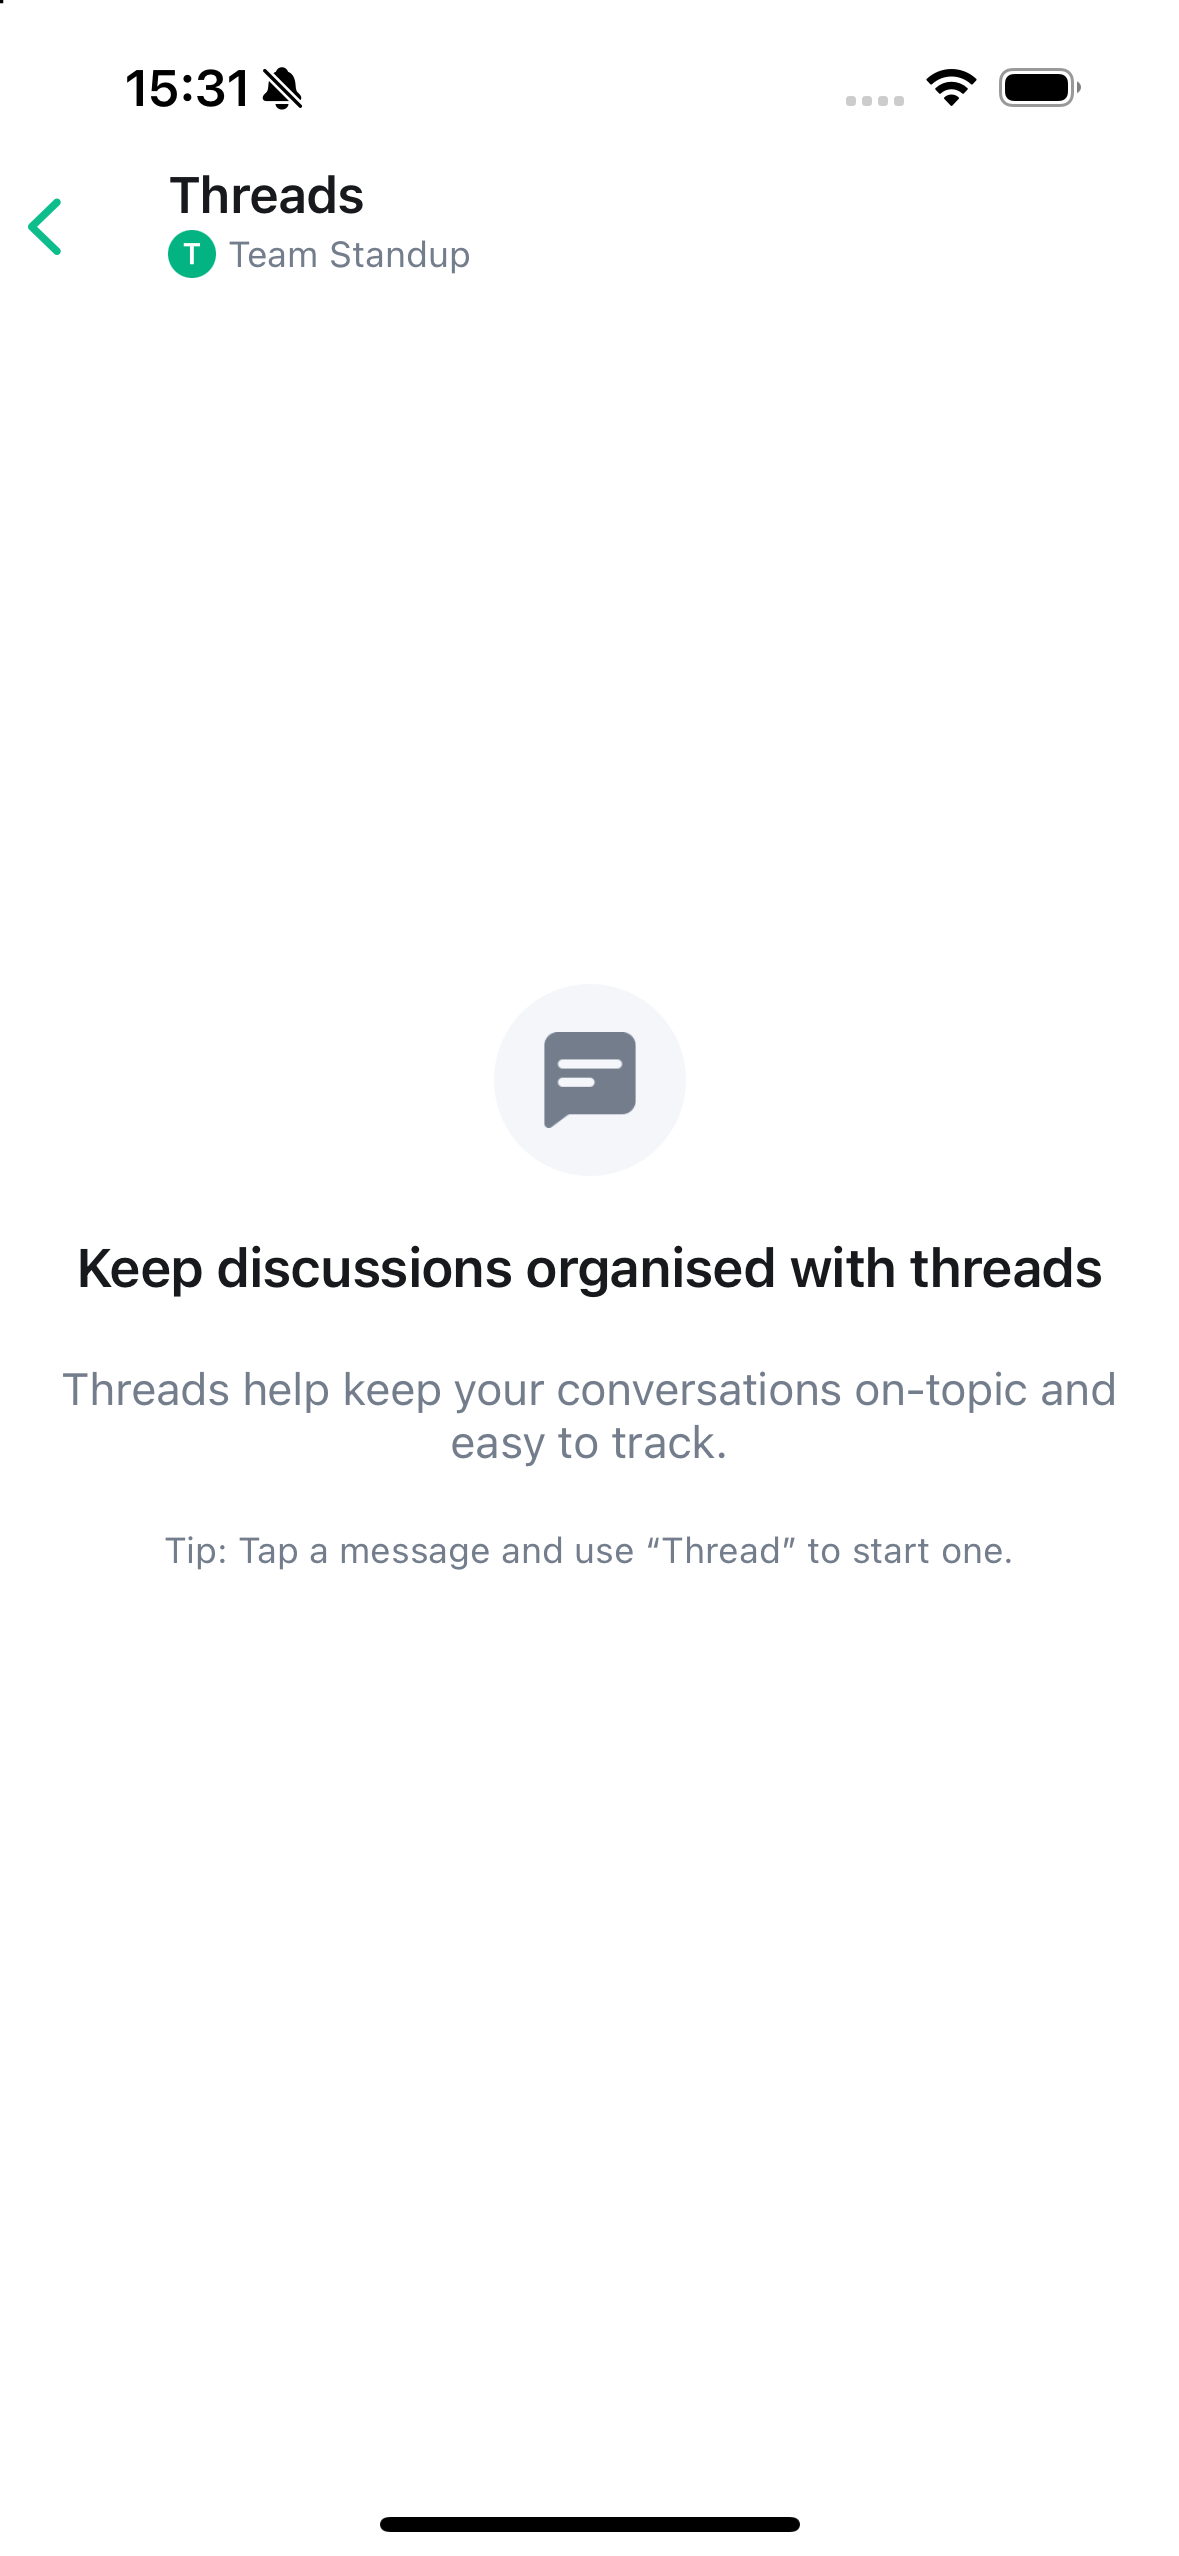 15:31
Threads
T Team Standup
Keep discussions organised with threads
Threads help keep your conversations on-topic and
easy to track.
Tip: Tap a message and use “Thread” to start one.